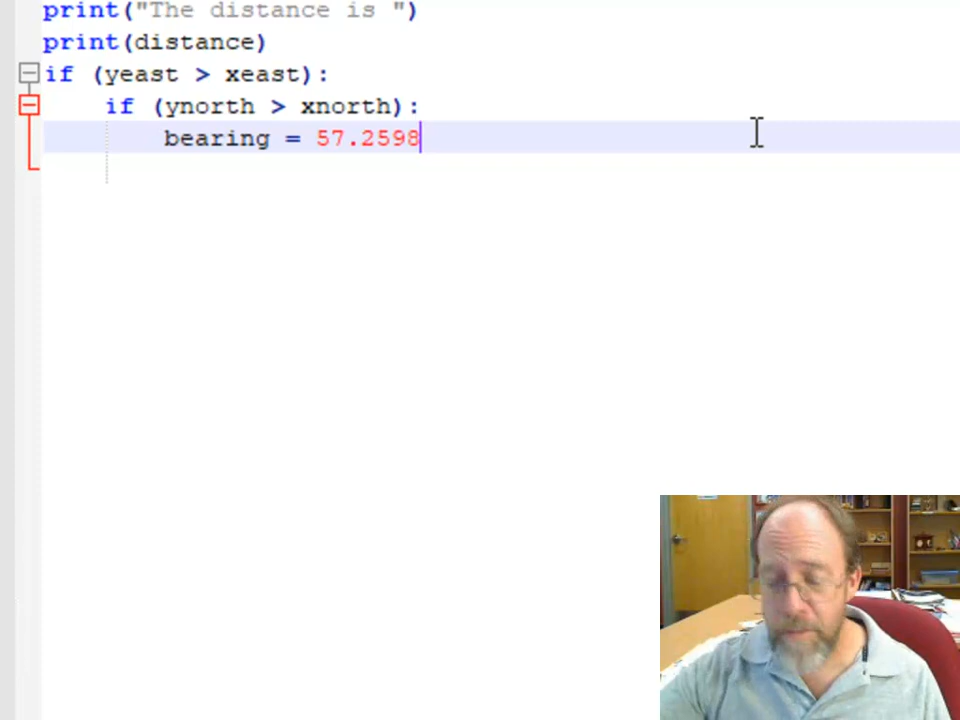 print("The distance is ")
print(distance)
if (yeast > xeast):
if (ynorth > xnorth):
bearing = 57.2598